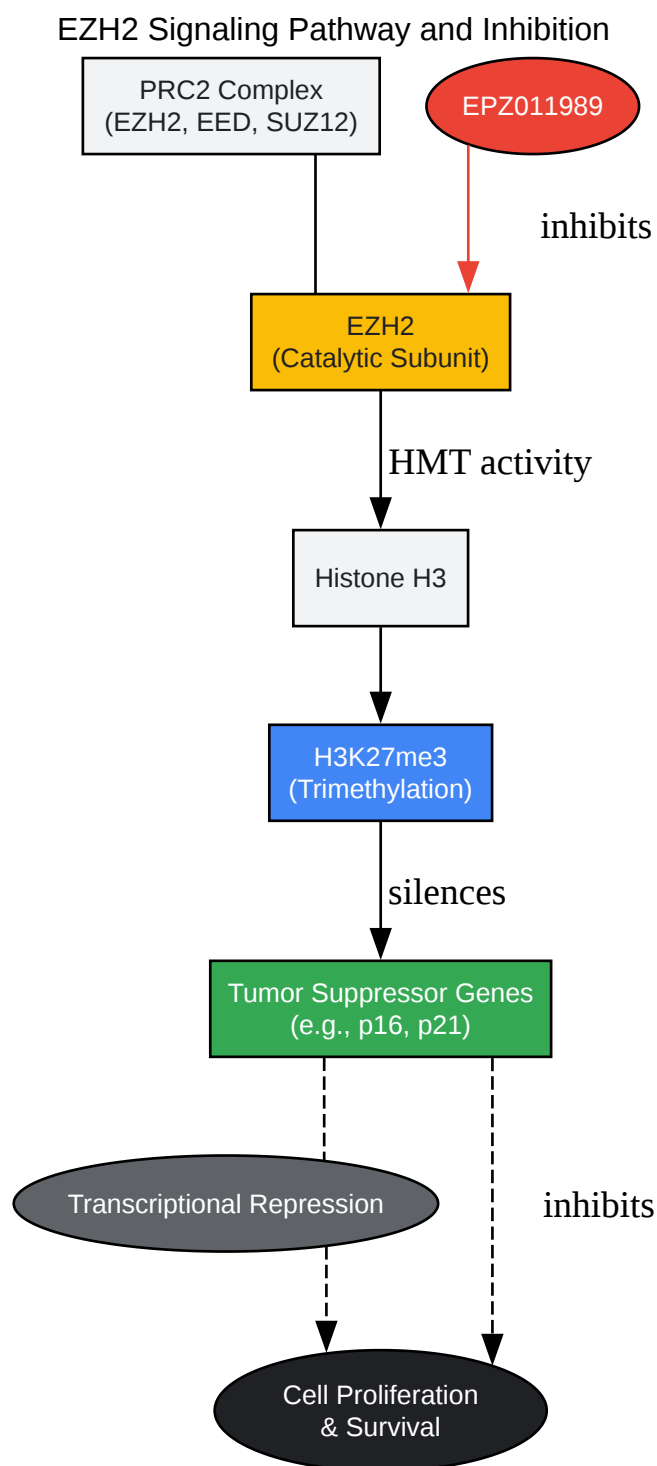 EZH2 Signaling Pathway and Inhibition
PRC2 Complex
(EZH2, EED, SUZ12)
EPZ011989
inhibits
EZH2
(Catalytic Subunit)
HMT activity
Histone H3
H3K27me3
(Trimethylation)
silences
Tumor Suppressor Genes
(e.g., p16, p21)
Transcriptional Repression
inhibits
Cell Proliferation
& Survival